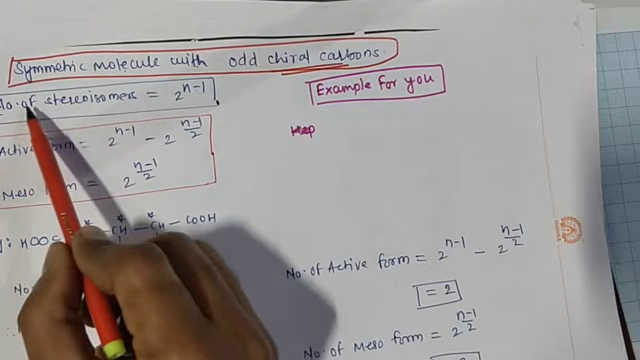 Symmetric molecule with odd chiral carbons.
No. of stereoisomers = 2^(n-1)
Example for you
Active form = 2^(n-1) - 2^((n-1)/2)
Meso form = 2^((n-1)/2)
: HOOC - *CH - *CH - COOH
No. of Active form = 2^(n-1) - 2^((n-1)/2)
= 2
No. of Meso form = 2^((n-1)/2)